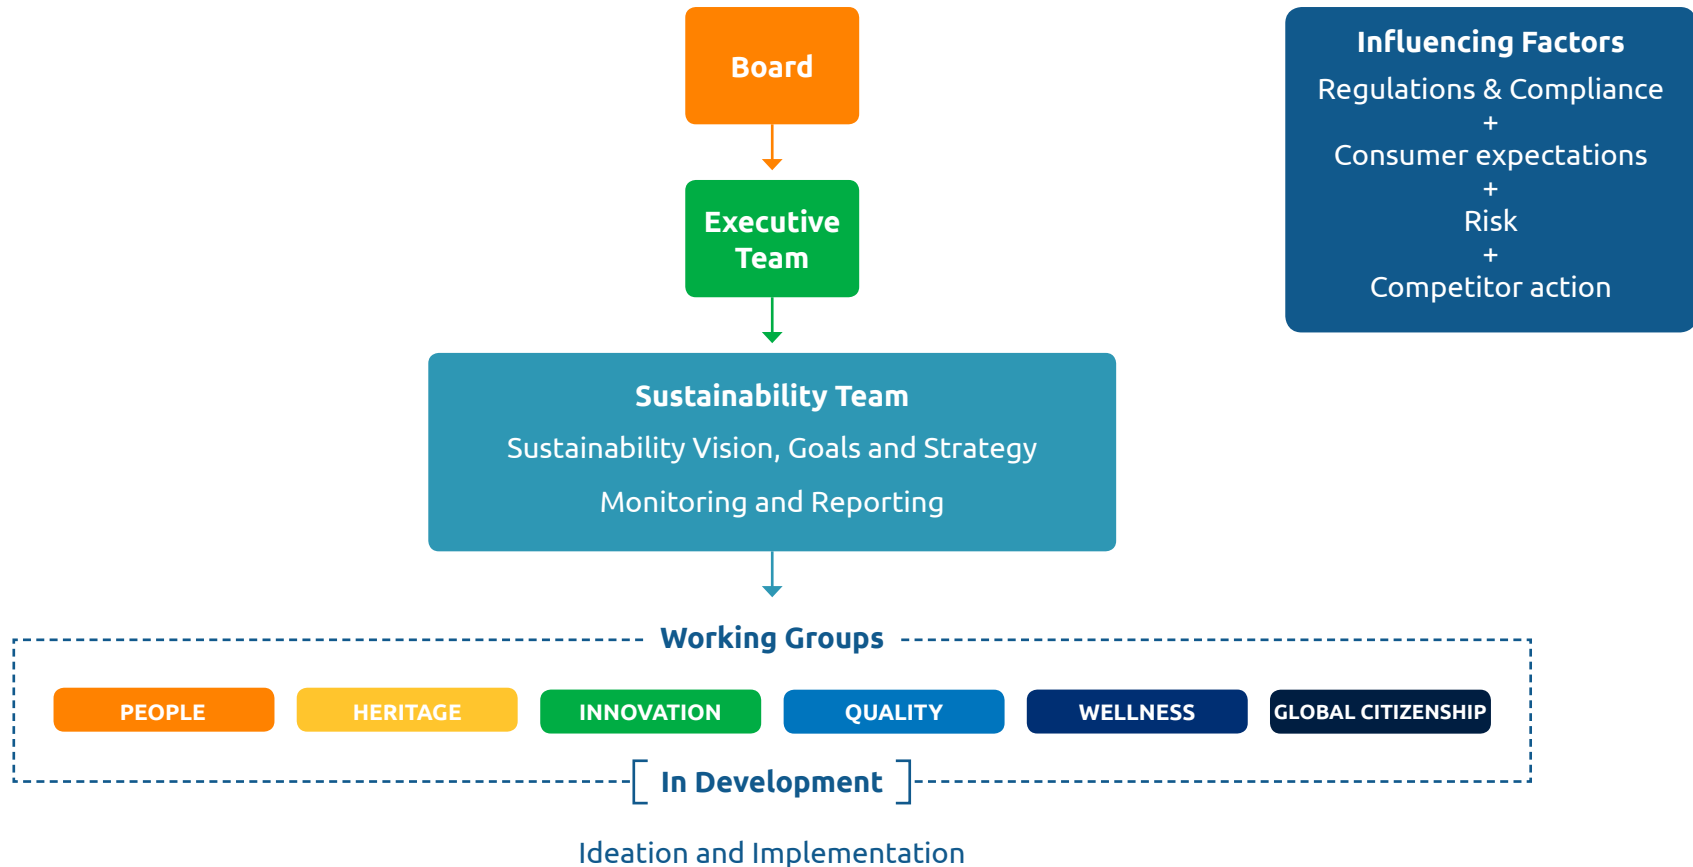 Board
Executive
Team
Sustainability Team
Sustainability Vision, Goals and Strategy
Monitoring and Reporting
Influencing Factors
Regulations & Compliance
+
Consumer expectations
+
Risk
+
Competitor action
Working Groups
PEOPLE
HERITAGE
INNOVATION
QUALITY
WELLNESS
GLOBAL CITIZENSHIP
[ In Development ]
Ideation and Implementation